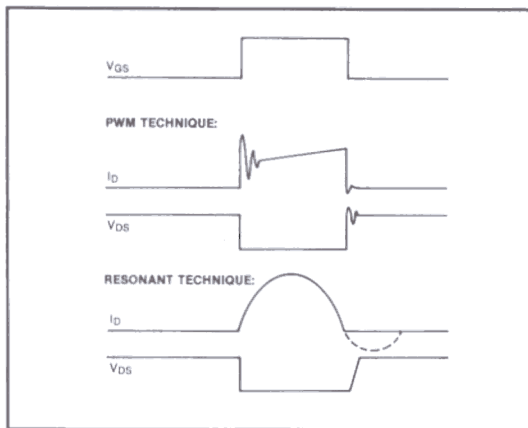 VGS
PWM TECHNIQUE:
ID
VDS
RESONANT TECHNIQUE:
ID
VDS